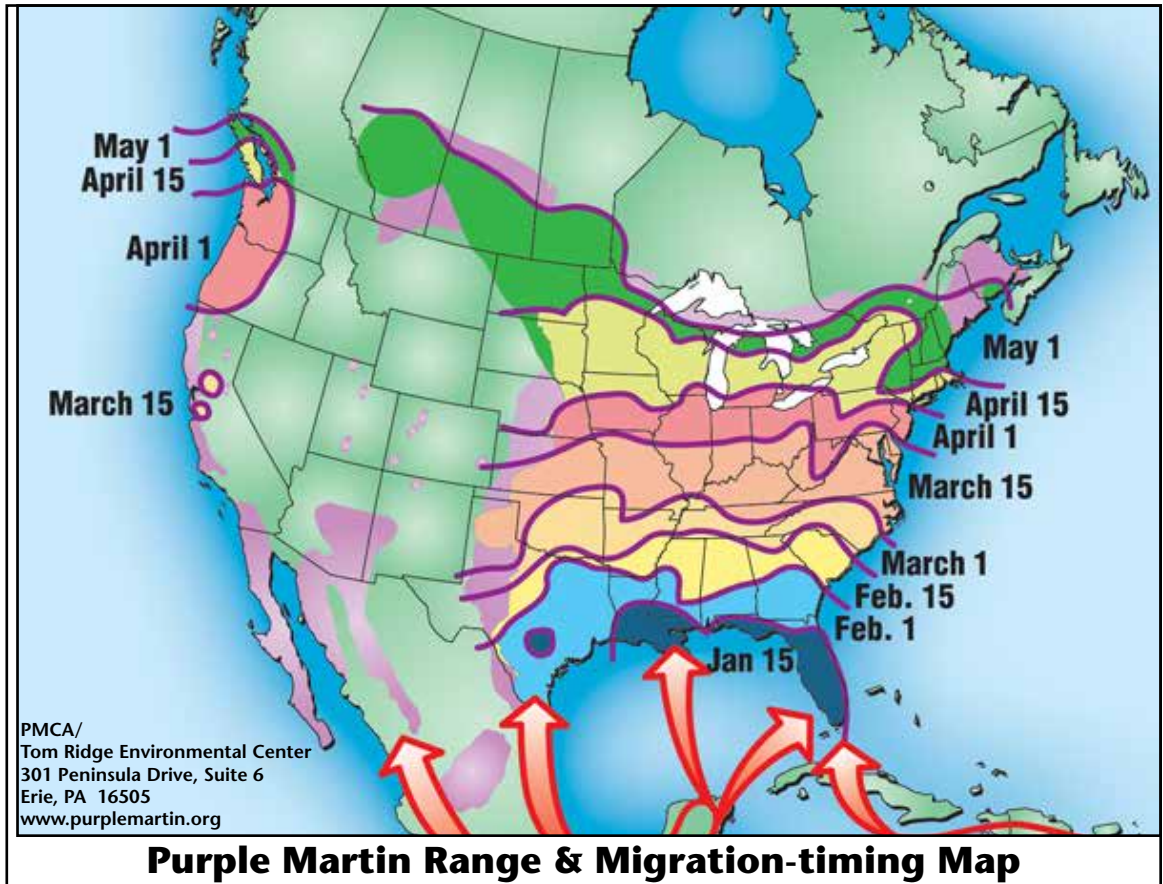 May 1
April 15
April 1
March 15
May 1
April 15
April 1
March 15
March 1
Feb. 15
Feb. 1
Jan 15
PMCA/
Tom Ridge Environmental Center
301 Peninsula Drive, Suite 6
Erie, PA 16505
www.purplemartin.org
Purple Martin Range & Migration-timing Map